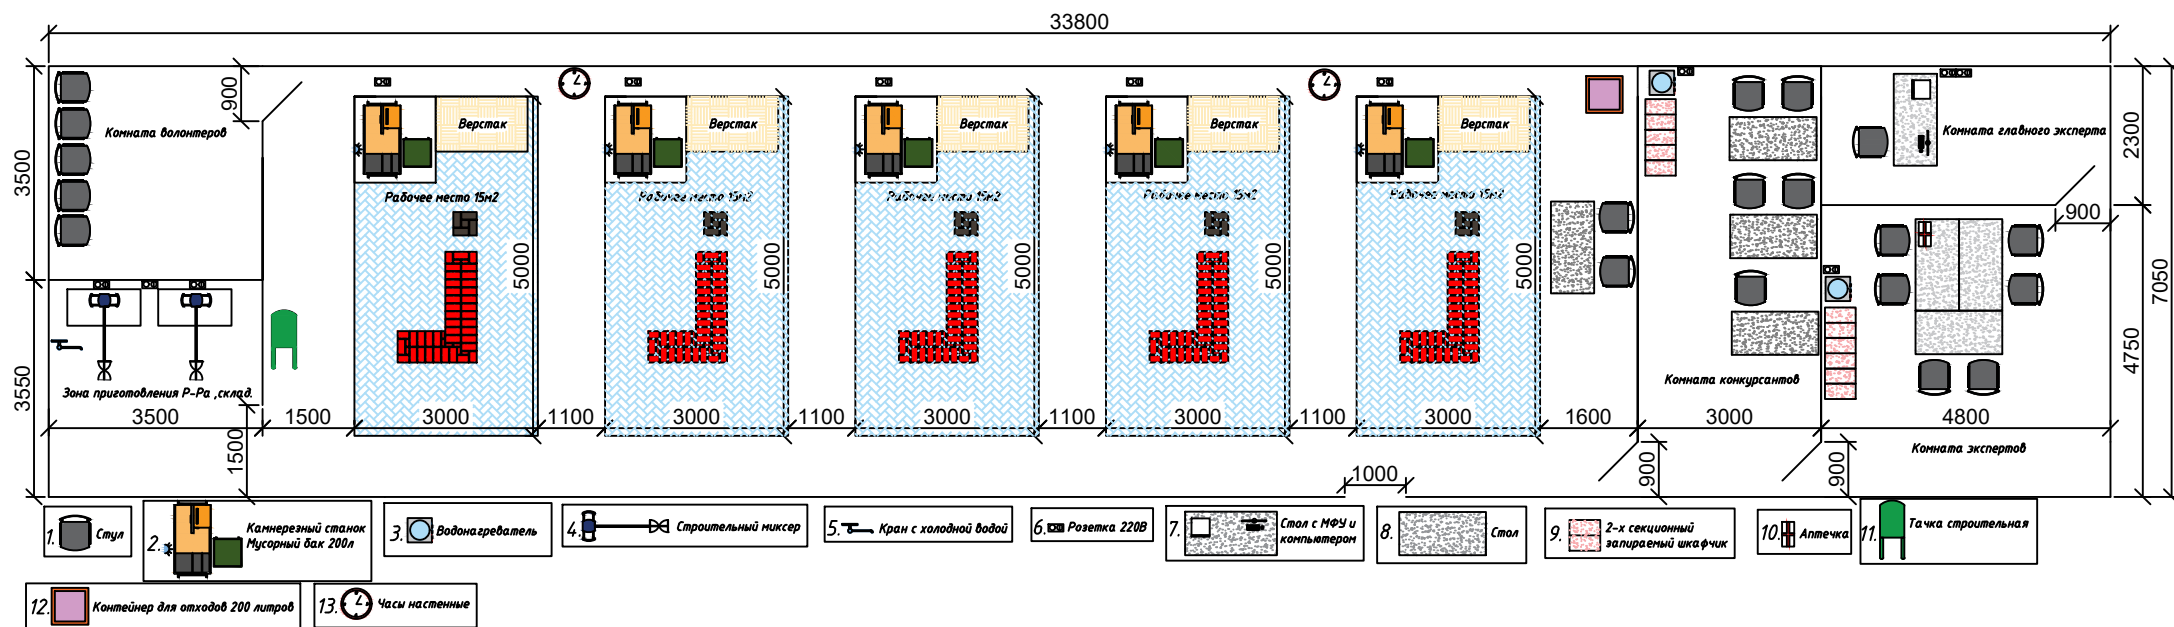 33800
900
Комната волонтеров
3500
Верстак
Верстак
Верстак
Верстак
Верстак
Рабочее место 15м2
Рабочее место 15м2
Рабочее место 15м2
Рабочее место 15м2
Рабочее место 15м2
5000
5000
5000
5000
5000
Комната главного эксперта
2300
900
7050
4750
3550
Зона приготовления Р-Ра ,склад.
Комната конкурсантов
3500
1500
3000
1100
3000
1100
3000
1100
3000
1100
3000
1600
3000
4800
1500
Комната экспертов
900
900
1000
1. Стул
2. Камнерезный станок
Мусорный бак 200л
3. Водонагреватель
4. Строительный миксер
5. Кран с холодной водой
6. Розетка 220В
7. Стол с МФУ и
компьютером
8. Стол
9. 2-х секционный
запираемый шкафчик
10. Аптечка
11. Тачка строительная
12. Контейнер для отходов 200 литров
13. Часы настенные